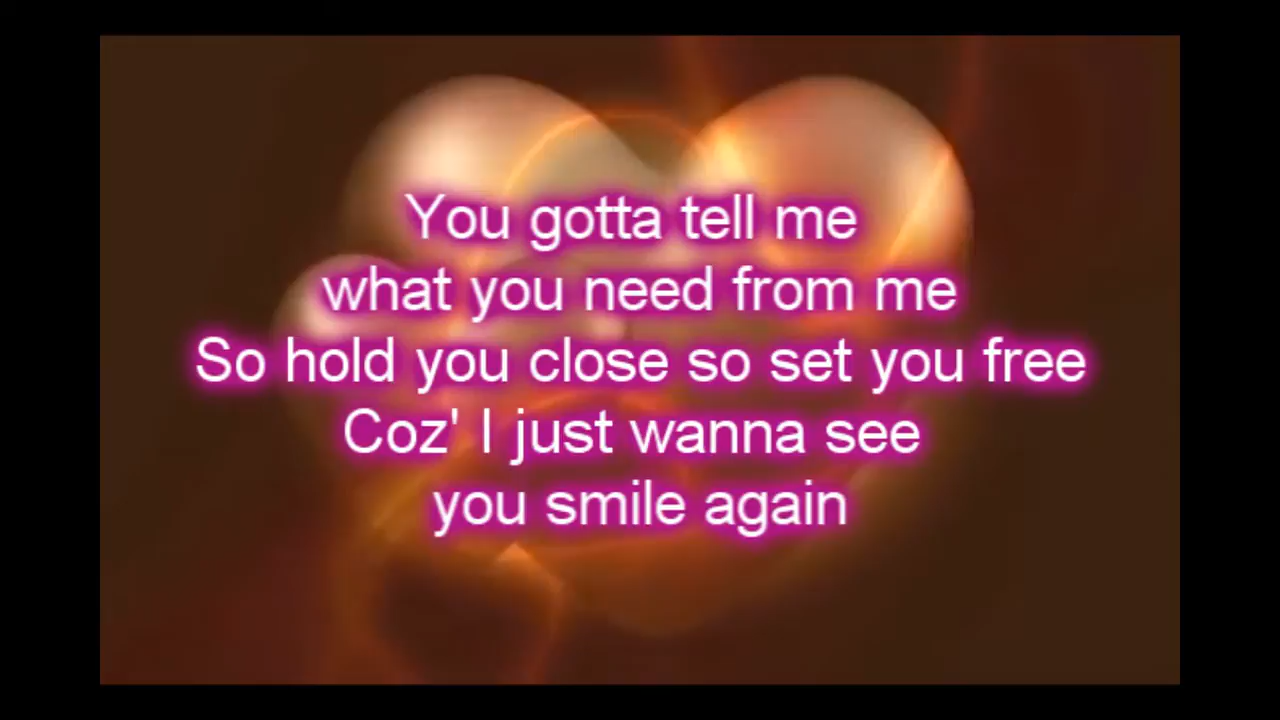 You gotta tell me
what you need from me
So hold you close so set you free
Coz' I just wanna see
you smile again